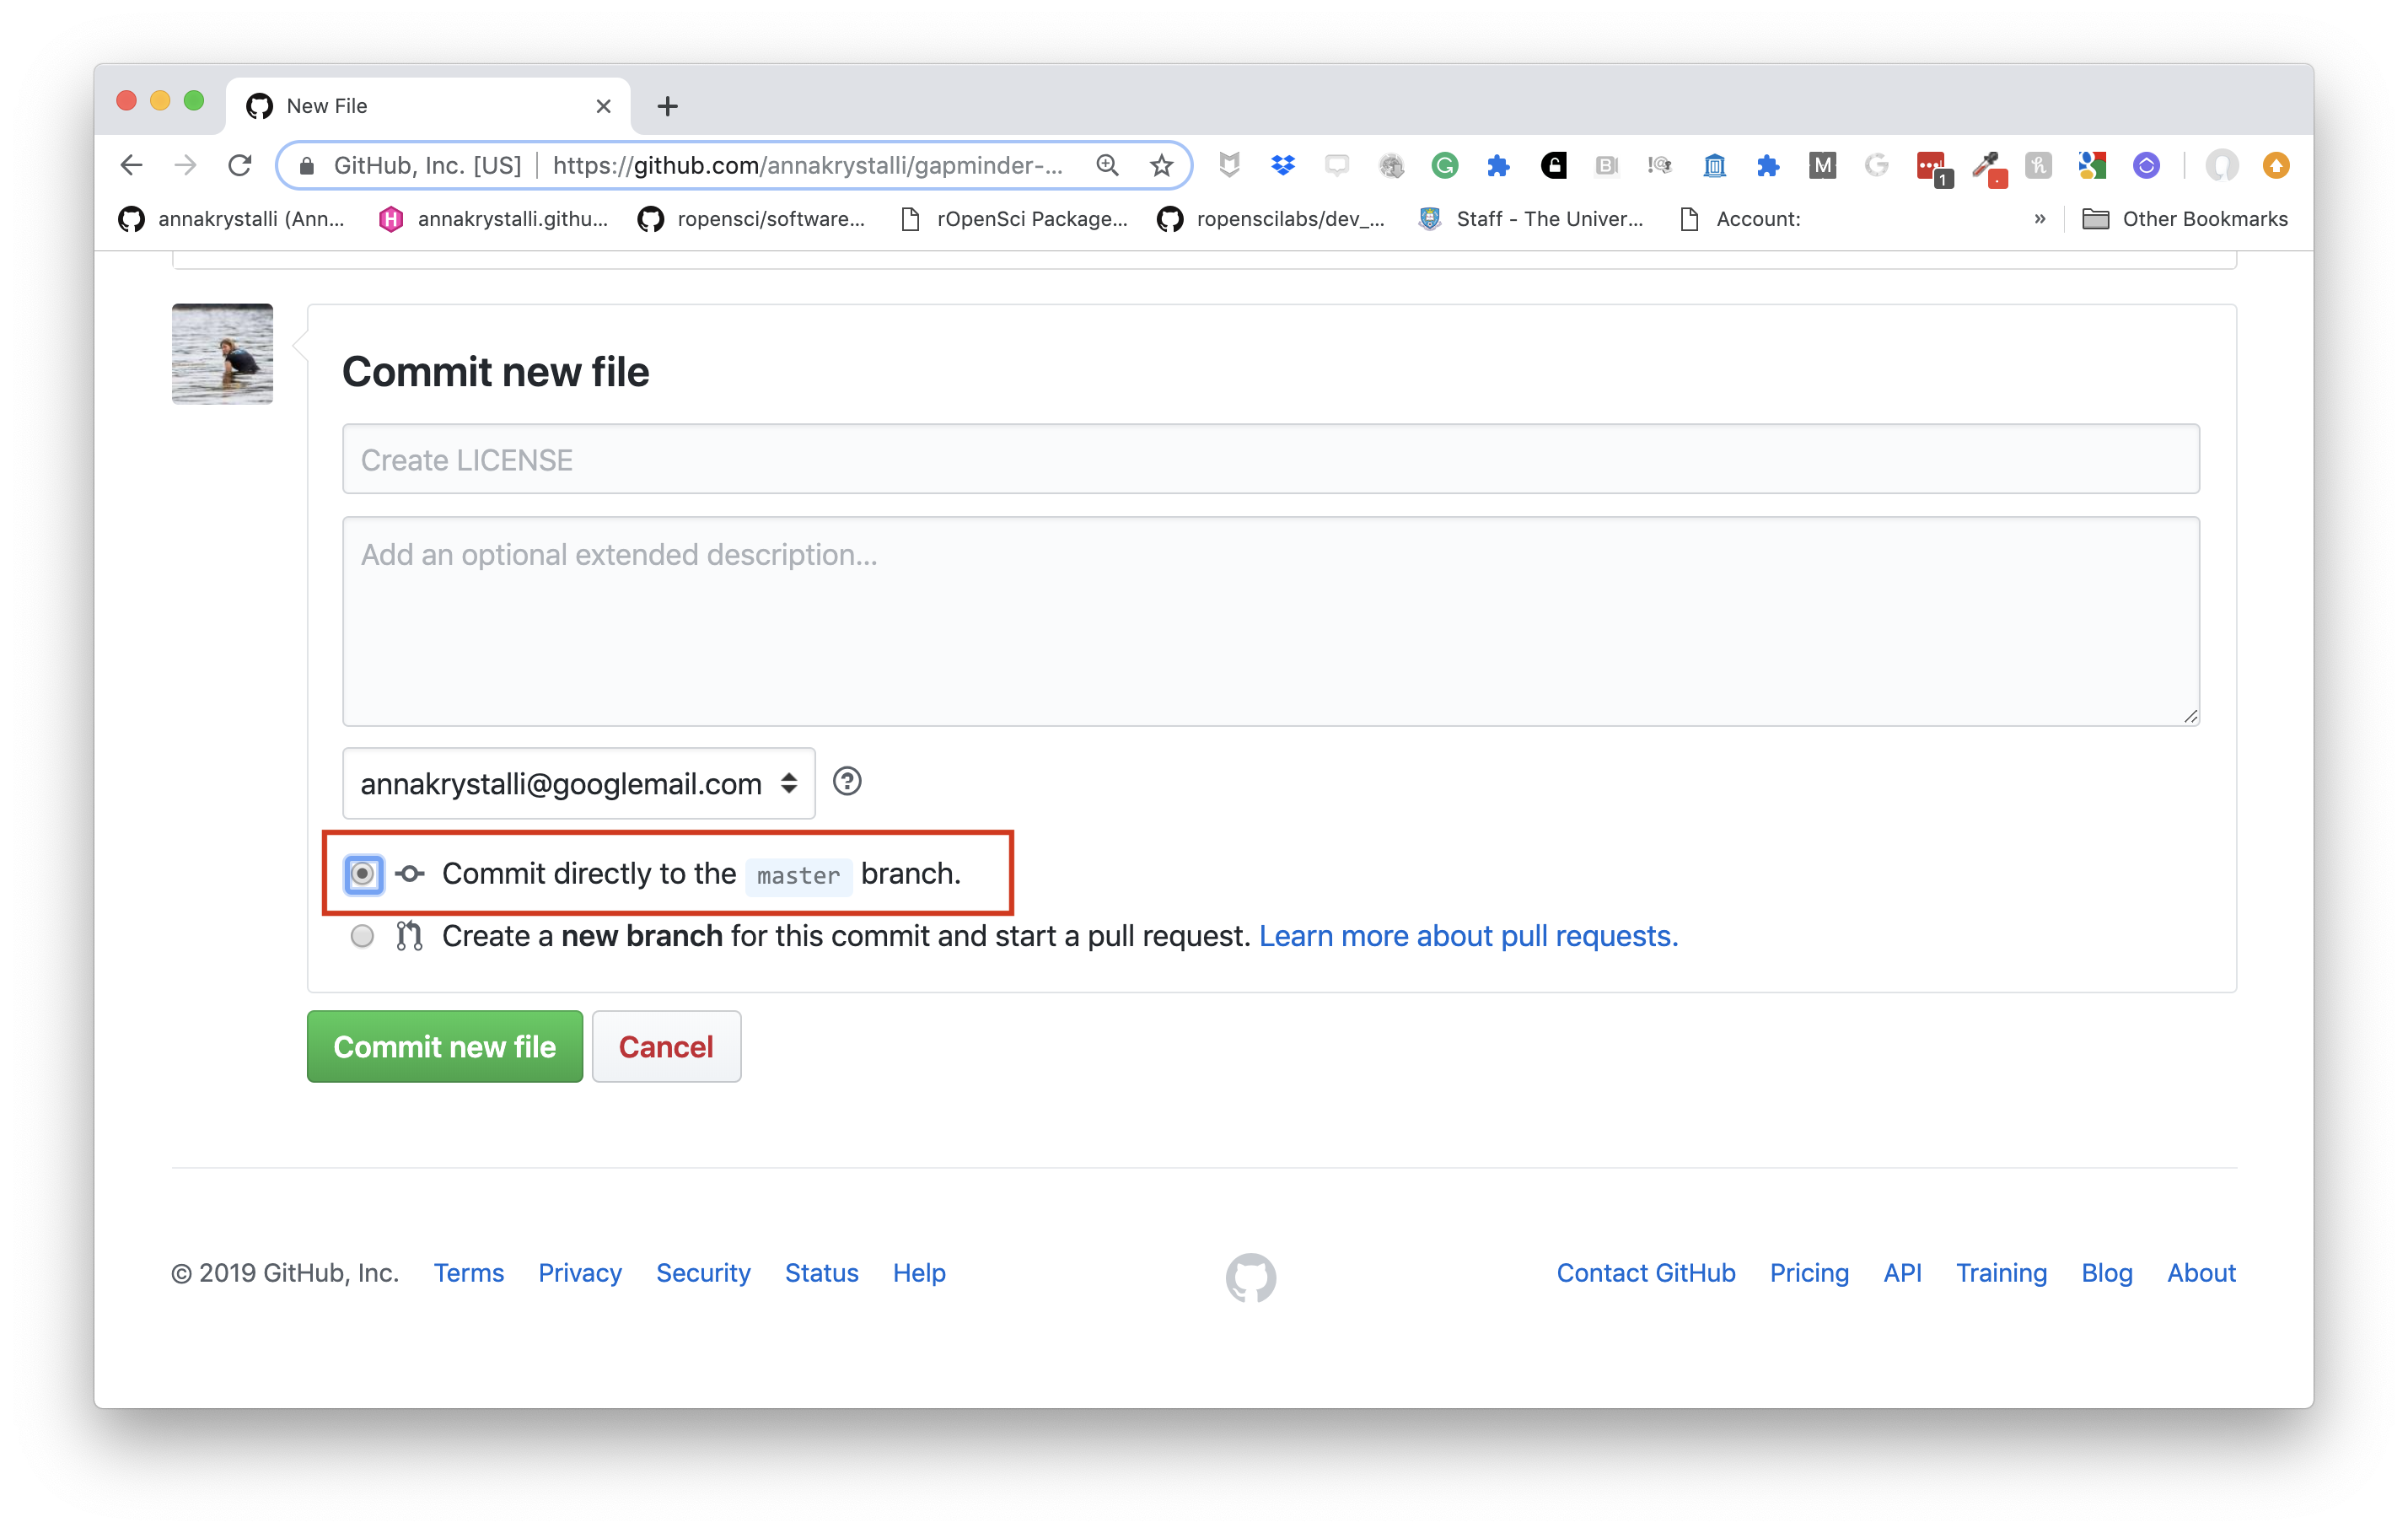 New File
GitHub, Inc. [US] https://github.com/annakrystalli/gapminder-...
1
annakrystalli (Ann... annakrystalli.githu... ropensci/software... rOpenSci Package... ropenscilabs/dev_... Staff - The Univer... Account: » Other Bookmarks
Commit new file
Create LICENSE
Add an optional extended description...
annakrystalli@googlemail.com
Commit directly to the master branch.
Create a new branch for this commit and start a pull request. Learn more about pull requests.
Commit new file Cancel
© 2019 GitHub, Inc. Terms Privacy Security Status Help Contact GitHub Pricing API Training Blog About